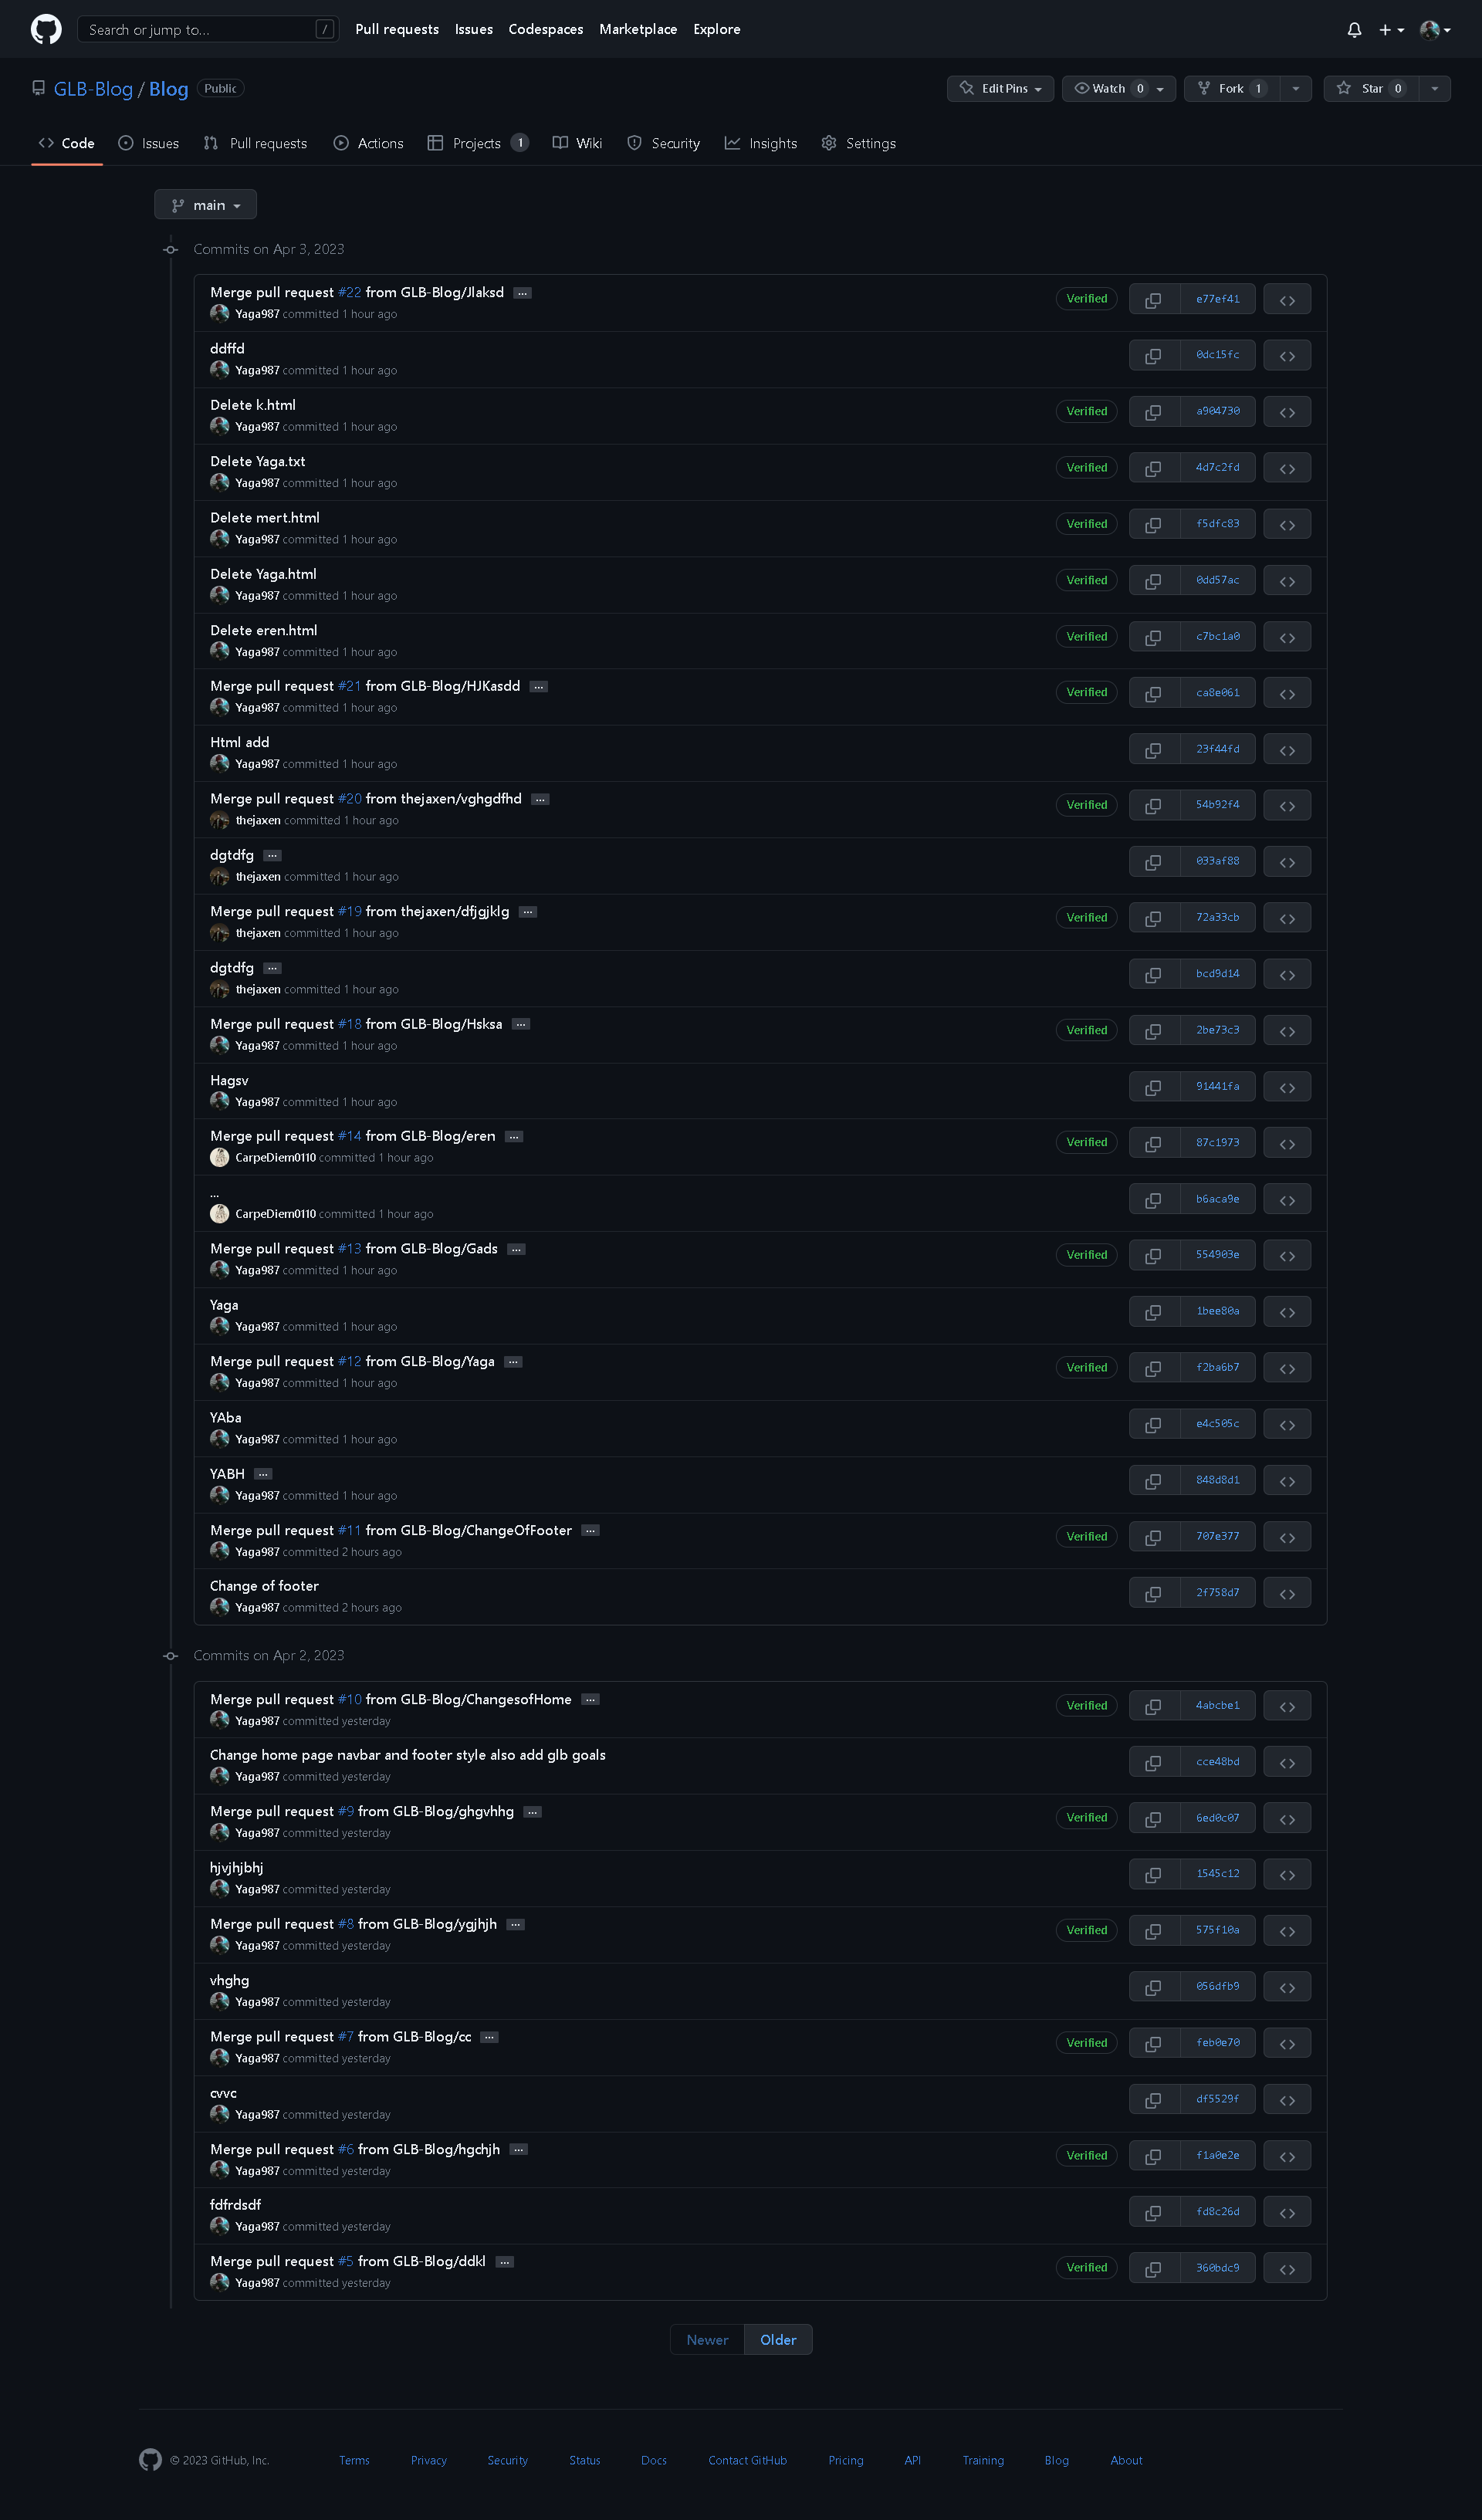 Search or jump to... /
Pull requests Issues Codespaces Marketplace Explore
GLB-Blog / Blog Public
Edit Pins Watch 0 Fork 1 Star 0
Code Issues Pull requests Actions Projects 1 Wiki Security Insights Settings
main
Commits on Apr 3, 2023
Merge pull request #22 from GLB-Blog/Jlaksd ...
Verified e77ef41
Yaga987 committed 1 hour ago
ddffd
0dc15fc
Yaga987 committed 1 hour ago
Delete k.html
Verified a904730
Yaga987 committed 1 hour ago
Delete Yaga.txt
Verified 4d7c2fd
Yaga987 committed 1 hour ago
Delete mert.html
Verified f5dfc83
Yaga987 committed 1 hour ago
Delete Yaga.html
Verified 0dd57ac
Yaga987 committed 1 hour ago
Delete eren.html
Verified c7bc1a0
Yaga987 committed 1 hour ago
Merge pull request #21 from GLB-Blog/HJKasdd ...
Verified ca8e061
Yaga987 committed 1 hour ago
Html add
23f44fd
Yaga987 committed 1 hour ago
Merge pull request #20 from thejaxen/vghgdfhd ...
Verified 54b92f4
thejaxen committed 1 hour ago
dgtdfg ...
033af88
thejaxen committed 1 hour ago
Merge pull request #19 from thejaxen/dfjgjklg ...
Verified 72a33cb
thejaxen committed 1 hour ago
dgtdfg ...
bcd9d14
thejaxen committed 1 hour ago
Merge pull request #18 from GLB-Blog/Hsksa ...
Verified 2be73c3
Yaga987 committed 1 hour ago
Hagsv
91441fa
Yaga987 committed 1 hour ago
Merge pull request #14 from GLB-Blog/eren ...
Verified 87c1973
CarpeDiem0110 committed 1 hour ago
...
b6aca9e
CarpeDiem0110 committed 1 hour ago
Merge pull request #13 from GLB-Blog/Gads ...
Verified 554903e
Yaga987 committed 1 hour ago
Yaga
1bee80a
Yaga987 committed 1 hour ago
Merge pull request #12 from GLB-Blog/Yaga ...
Verified f2ba6b7
Yaga987 committed 1 hour ago
YAba
e4c505c
Yaga987 committed 1 hour ago
YABH ...
848d8d1
Yaga987 committed 1 hour ago
Merge pull request #11 from GLB-Blog/ChangeOfFooter ...
Verified 707e377
Yaga987 committed 2 hours ago
Change of footer
2f758d7
Yaga987 committed 2 hours ago
Commits on Apr 2, 2023
Merge pull request #10 from GLB-Blog/ChangesofHome ...
Verified 4abcbe1
Yaga987 committed yesterday
Change home page navbar and footer style also add glb goals
cce48bd
Yaga987 committed yesterday
Merge pull request #9 from GLB-Blog/ghgvhhg ...
Verified 6ed0c07
Yaga987 committed yesterday
hjvjhjbhj
1545c12
Yaga987 committed yesterday
Merge pull request #8 from GLB-Blog/ygjhjh ...
Verified 575f10a
Yaga987 committed yesterday
vhghg
056dfb9
Yaga987 committed yesterday
Merge pull request #7 from GLB-Blog/cc ...
Verified feb0e70
Yaga987 committed yesterday
cvvc
df5529f
Yaga987 committed yesterday
Merge pull request #6 from GLB-Blog/hgchjh ...
Verified f1a0e2e
Yaga987 committed yesterday
fdfrdsdf
fd8c26d
Yaga987 committed yesterday
Merge pull request #5 from GLB-Blog/ddkl ...
Verified 360bdc9
Yaga987 committed yesterday
Newer Older
© 2023 GitHub, Inc. Terms Privacy Security Status Docs Contact GitHub Pricing API Training Blog About